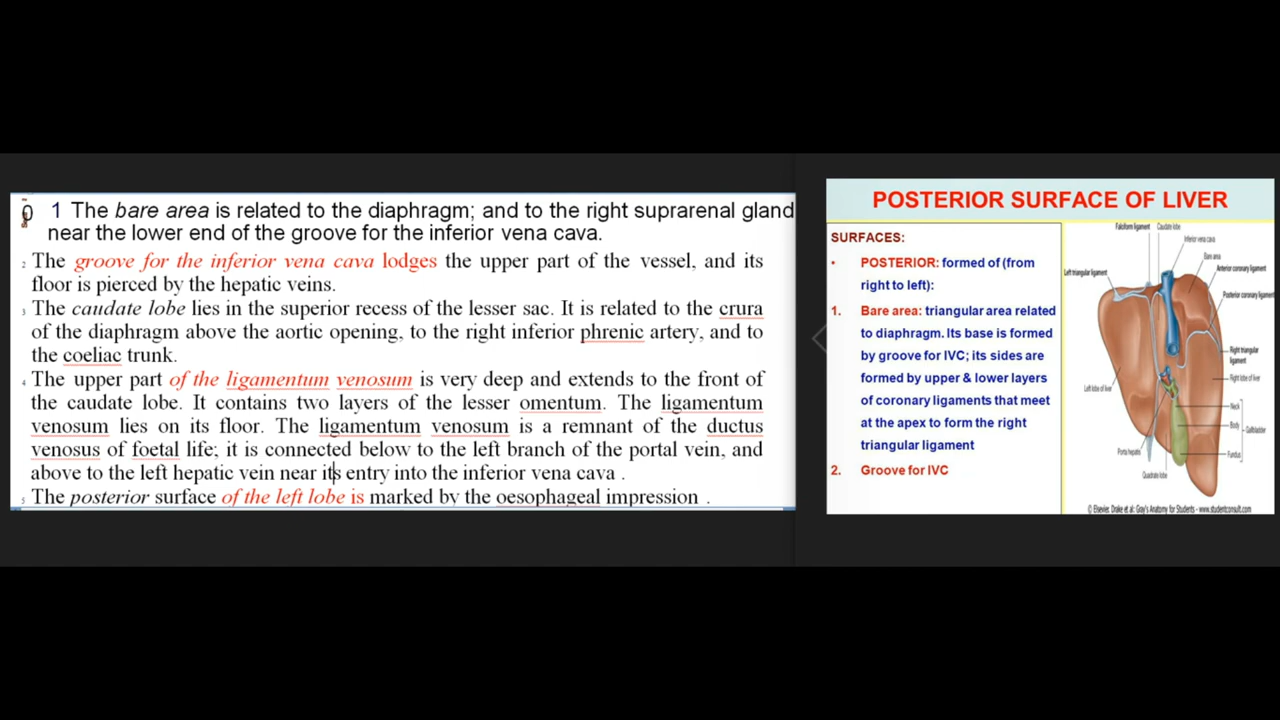 1 The bare area is related to the diaphragm; and to the right suprarenal gland
near the lower end of the groove for the inferior vena cava.
2 The groove for the inferior vena cava lodges the upper part of the vessel, and its
floor is pierced by the hepatic veins.
3 The caudate lobe lies in the superior recess of the lesser sac. It is related to the crura
of the diaphragm above the aortic opening, to the right inferior phrenic artery, and to
the coeliac trunk.
4 The upper part of the ligamentum venosum is very deep and extends to the front of
the caudate lobe. It contains two layers of the lesser omentum. The ligamentum
venosum lies on its floor. The ligamentum venosum is a remnant of the ductus
venosus of foetal life; it is connected below to the left branch of the portal vein, and
above to the left hepatic vein near its entry into the inferior vena cava .
5 The posterior surface of the left lobe is marked by the oesophageal impression .
POSTERIOR SURFACE OF LIVER
SURFACES:
• POSTERIOR: formed of (from
right to left):
1. Bare area: triangular area related
to diaphragm. Its base is formed
by groove for IVC; its sides are
formed by upper & lower layers
of coronary ligaments that meet
at the apex to form the right
triangular ligament
2. Groove for IVC
Falciform ligament
Caudate lobe
Inferior vena cava
Bare area
Left triangular ligament
Anterior coronary ligament
Posterior coronary ligament
Right triangular
ligament
Left lobe of liver
Right lobe of liver
Neck
Body
Gallbladder
Fundus
Porta hepatis
Quadrate lobe
© Elsevier. Drake et al: Gray's Anatomy for Students - www.studentconsult.com